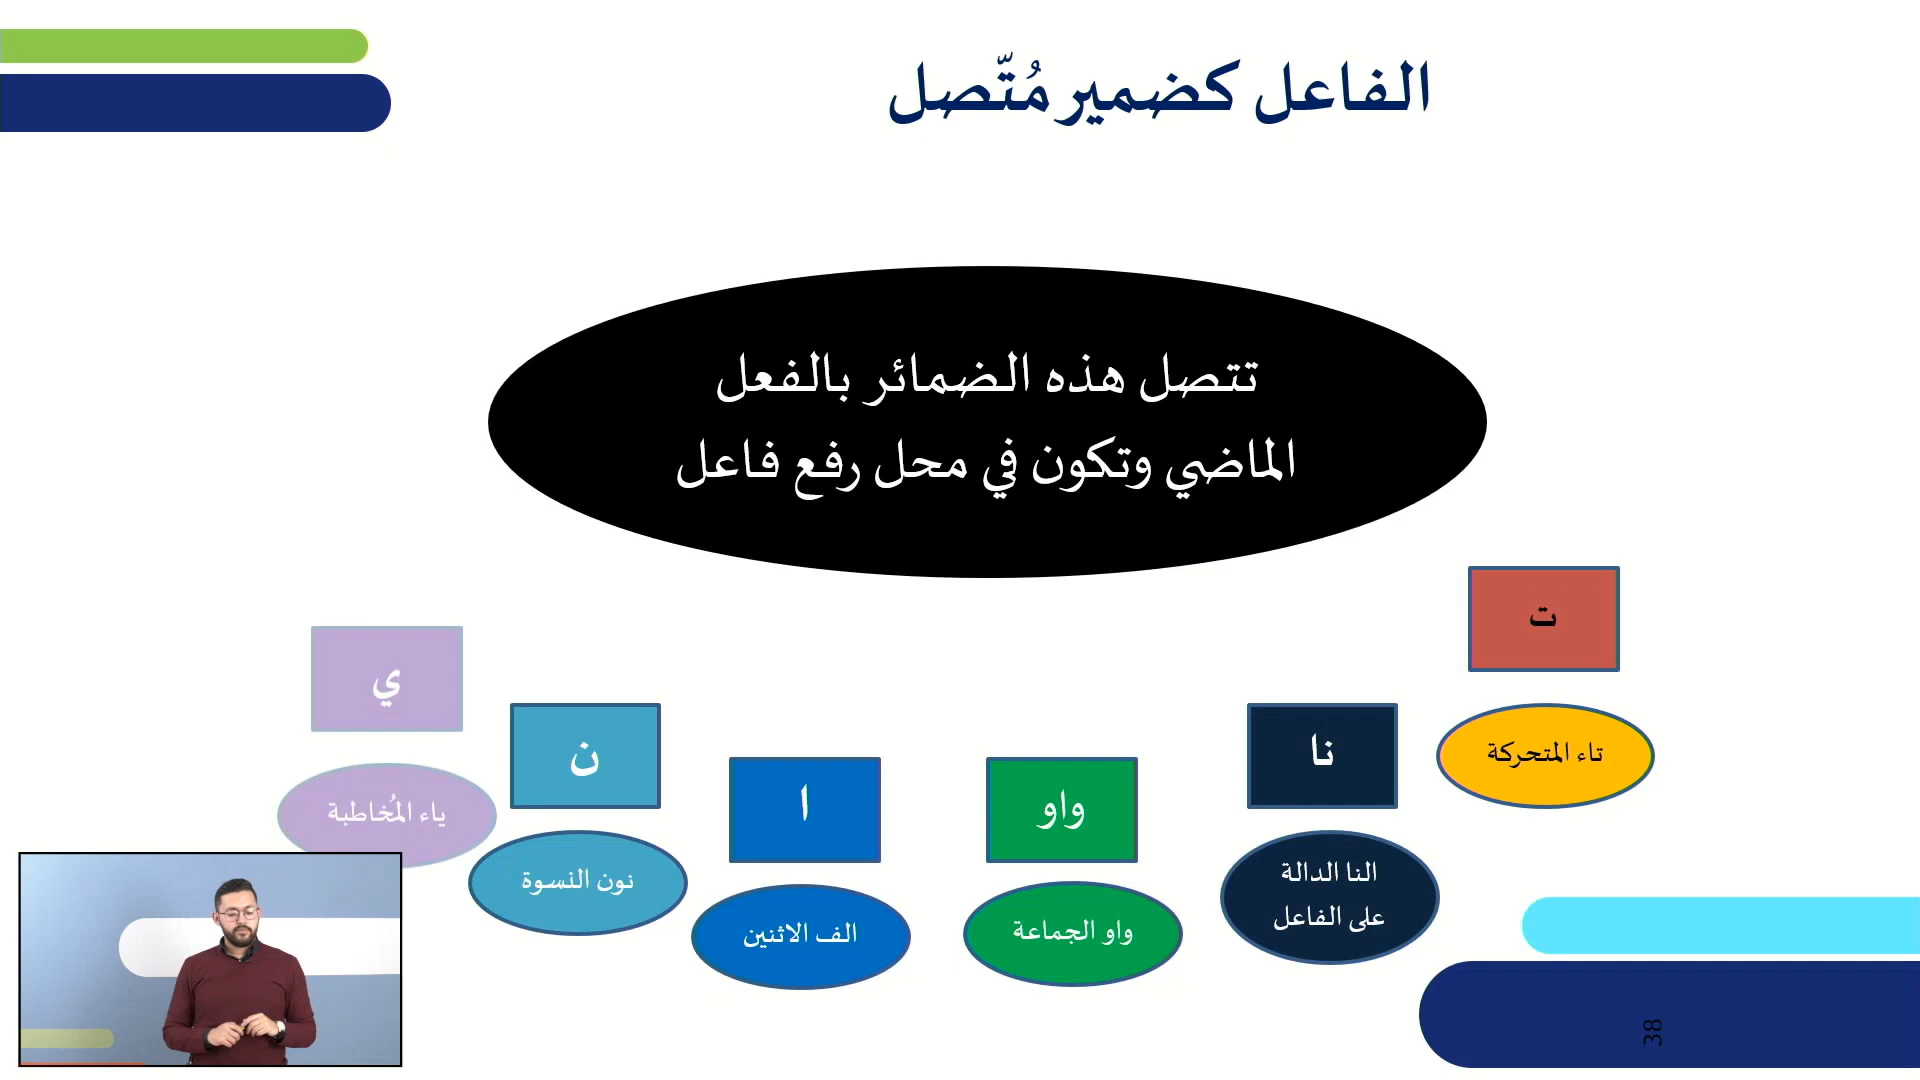 الفاعل كضمير مُتّصل
تتصل هذه الضمائر بالفعل
الماضي وتكون في محل رفع فاعل
ت
تاء المتحركة
نا
النا الدالة
على الفاعل
واو
واو الجماعة
ا
الف الاثنين
ن
نون النسوة
ي
ياء المُخاطبة
38